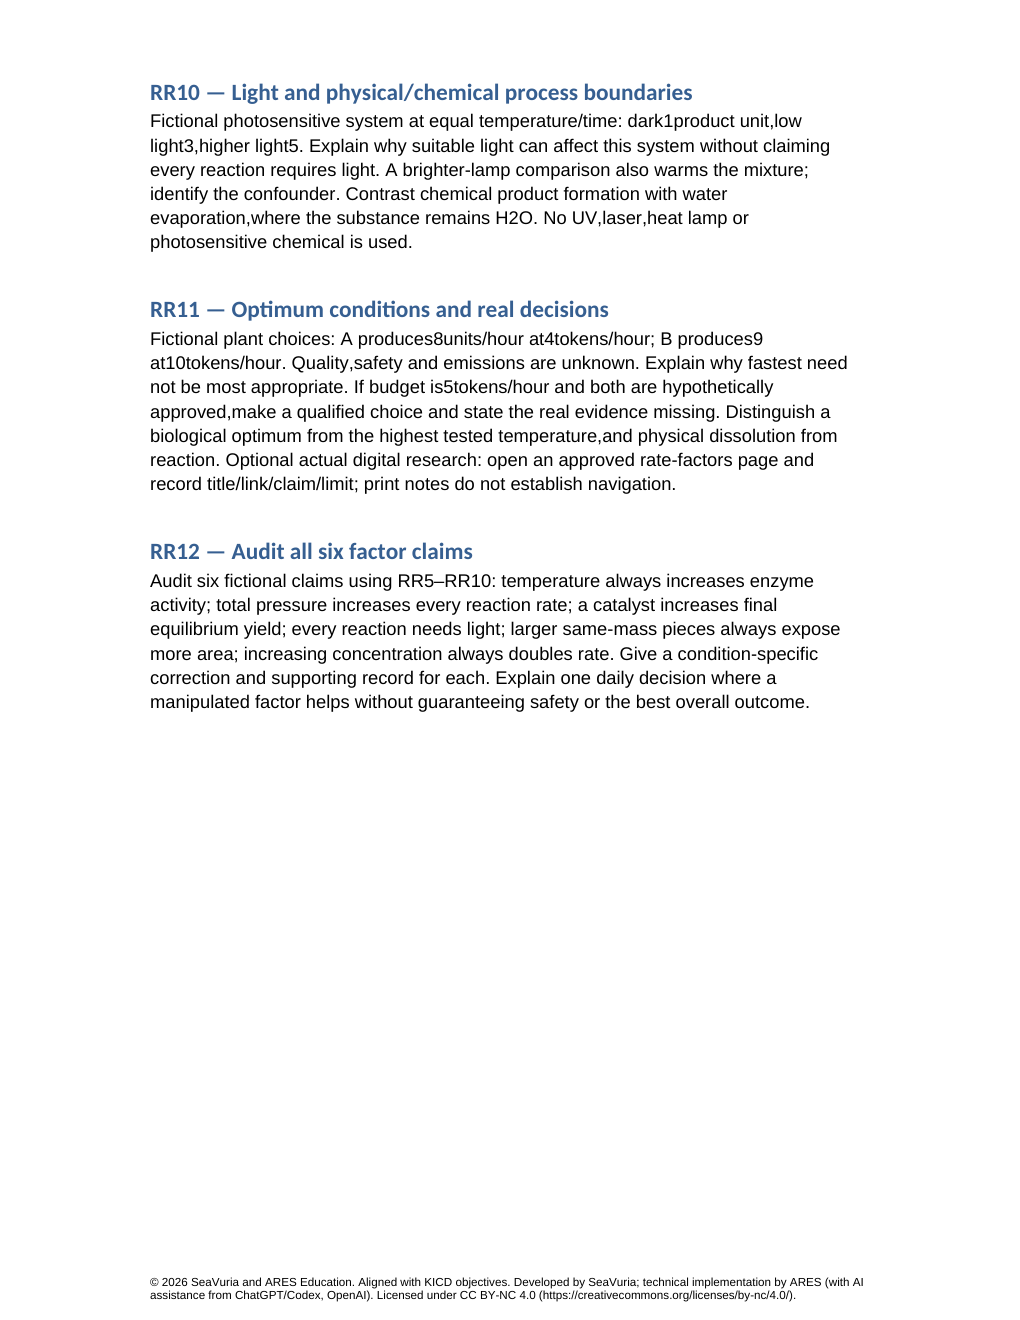 RR10 — Light and physical/chemical process boundaries
Fictional photosensitive system at equal temperature/time: dark1product unit,low
light3,higher light5. Explain why suitable light can affect this system without claiming
every reaction requires light. A brighter-lamp comparison also warms the mixture;
identify the confounder. Contrast chemical product formation with water
evaporation,where the substance remains H2O. No UV,laser,heat lamp or
photosensitive chemical is used.
RR11 — Optimum conditions and real decisions
Fictional plant choices: A produces8units/hour at4tokens/hour; B produces9
at10tokens/hour. Quality,safety and emissions are unknown. Explain why fastest need
not be most appropriate. If budget is5tokens/hour and both are hypothetically
approved,make a qualified choice and state the real evidence missing. Distinguish a
biological optimum from the highest tested temperature,and physical dissolution from
reaction. Optional actual digital research: open an approved rate-factors page and
record title/link/claim/limit; print notes do not establish navigation.
RR12 — Audit all six factor claims
Audit six fictional claims using RR5–RR10: temperature always increases enzyme
activity; total pressure increases every reaction rate; a catalyst increases final
equilibrium yield; every reaction needs light; larger same-mass pieces always expose
more area; increasing concentration always doubles rate. Give a condition-specific
correction and supporting record for each. Explain one daily decision where a
manipulated factor helps without guaranteeing safety or the best overall outcome.
© 2026 SeaVuria and ARES Education. Aligned with KICD objectives. Developed by SeaVuria; technical implementation by ARES (with AI
assistance from ChatGPT/Codex, OpenAI). Licensed under CC BY-NC 4.0 (https://creativecommons.org/licenses/by-nc/4.0/).